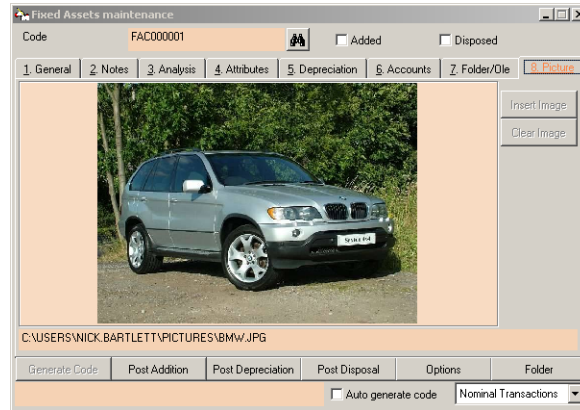 Fixed Assets maintenance
Code FAC000001 Added Disposed
1. General 2. Notes 3. Analysis 4. Attributes 5. Depreciation 6. Accounts 7. Folder/Ole 8. Picture
Insert Image
Clear Image
C:\USERS\NICK.BARTLETT\PICTURES\BMW.JPG
Generate Code Post Addition Post Depreciation Post Disposal Options Folder
Auto generate code Nominal Transactions